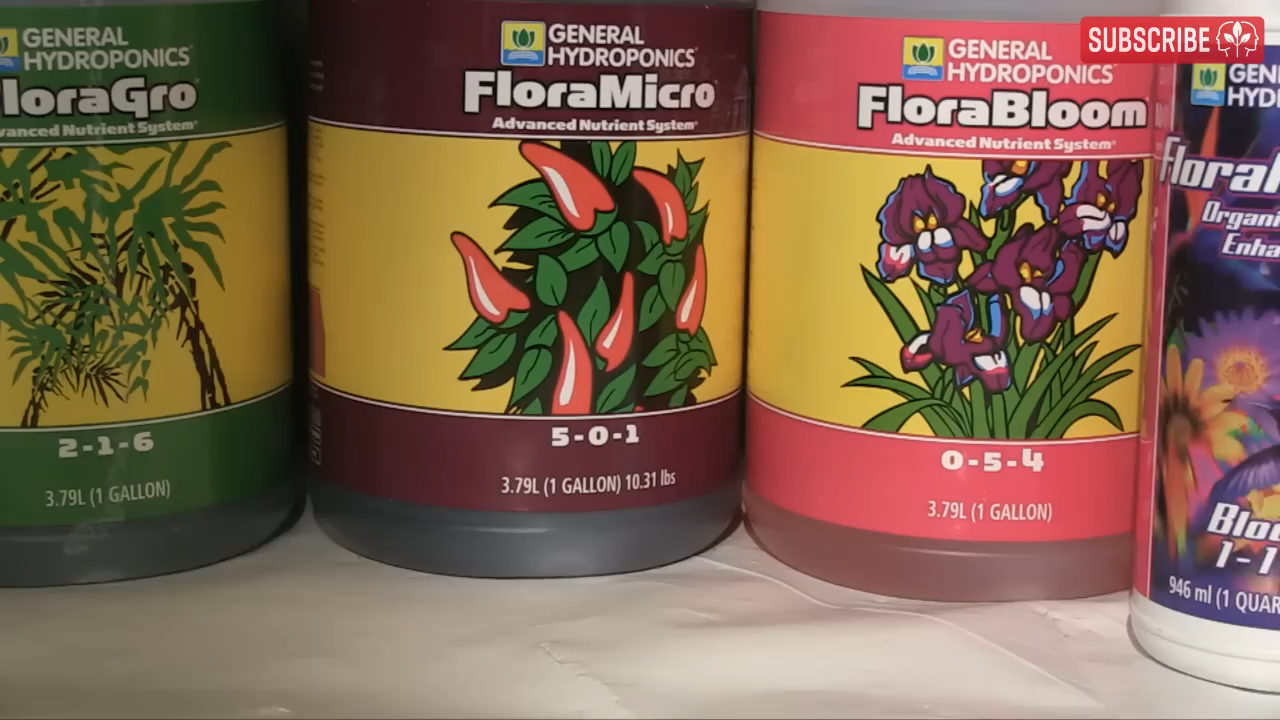 GENERAL
HYDROPONICS
loraGro
vanced Nutrient System
2-1-6
3.79L (1 GALLON)
GENERAL
HYDROPONICS
FloraMicro
Advanced Nutrient System
5-0-1
3.79L (1 GALLON) 10.31 lbs
GENERAL
HYDROPONICS
FloraBloom
Advanced Nutrient System
0-5-4
3.79L (1 GALLON)
SUBSCRIBE
GEN
HYD
Flora
Organi
Enha
Bloo
1-1
946 ml (1 QUAR